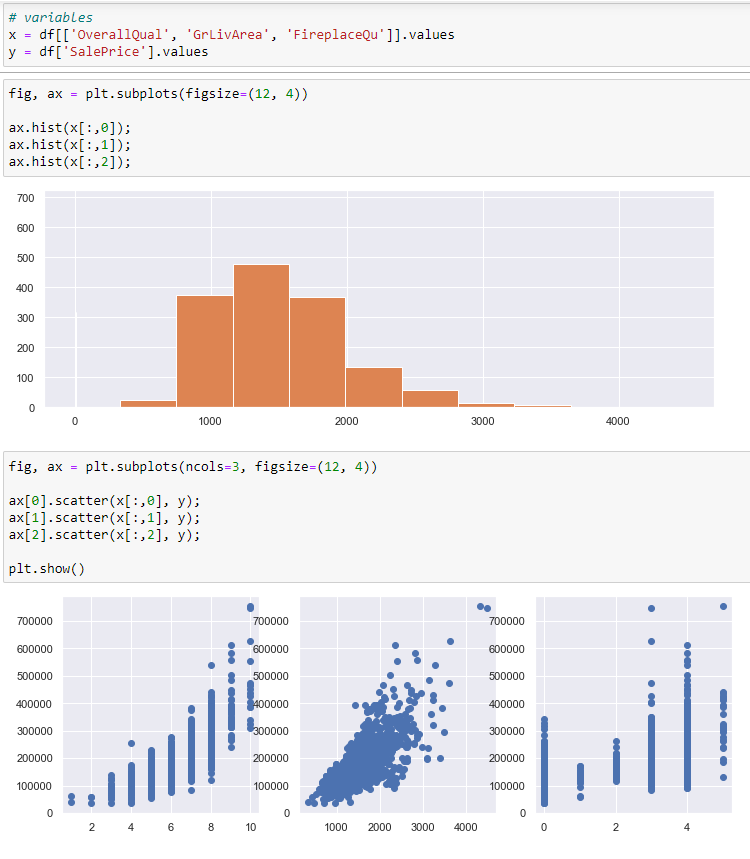 # variables
x = df[['OverallQual', 'GrLivArea', 'FireplaceQu']].values
y = df['SalePrice'].values
fig, ax = plt.subplots(figsize=(12, 4))
ax.hist(x[:,0]);
ax.hist(x[:,1]);
ax.hist(x[:,2]);
700
600
500
400
300
200
100
0
0 1000 2000 3000 4000
fig, ax = plt.subplots(ncols=3, figsize=(12, 4))
ax[0].scatter(x[:,0], y);
ax[1].scatter(x[:,1], y);
ax[2].scatter(x[:,2], y);
plt.show()
700000
600000
500000
400000
300000
200000
100000
0
2 4 6 8 10
700000
600000
500000
400000
300000
200000
100000
0
1000 2000 3000 4000
700000
600000
500000
400000
300000
200000
100000
0
0 2 4